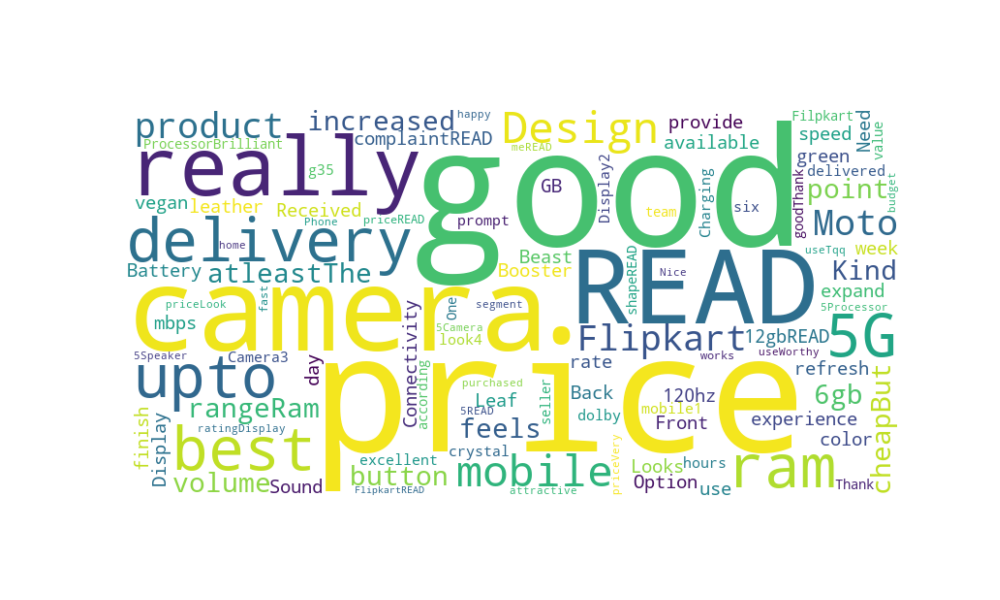 happy
product
increased
Design
provide
Filpkart
Need
ProcessorBrilliant
complaintREAD
meREAD
available
speed
value
really
good
g35
GB
Display2
Charging
goodThank
green
delivered
vegan
leather
Received
priceREAD
Phone
prompt
team
six
point
budget
delivery
home
Moto
useTqq
week
Battery
atleastThe
Beast
Booster
READ
shapeREAD
Nice
Kind
camera.
fast
priceLook
One
segment
expand
5Processor
mbps
Connectivity
5Camera
look4
Flipkart
12gbREAD
5G
5Speaker
Camera3
day
according
price
rate
works
useWorthy
refresh
cheapBut
upto
purchased
Leaf
seller
Back
120hz
6gb
rangeRam
5READ
dolby
mobile1
Front
experience
finish
Display
ratingDisplay
best
feels
crystal
color
excellent
mobile
priceVery
Looks
hours
ram
volume
Sound
button
FlipkartREAD
attractive
Option
use
Thank